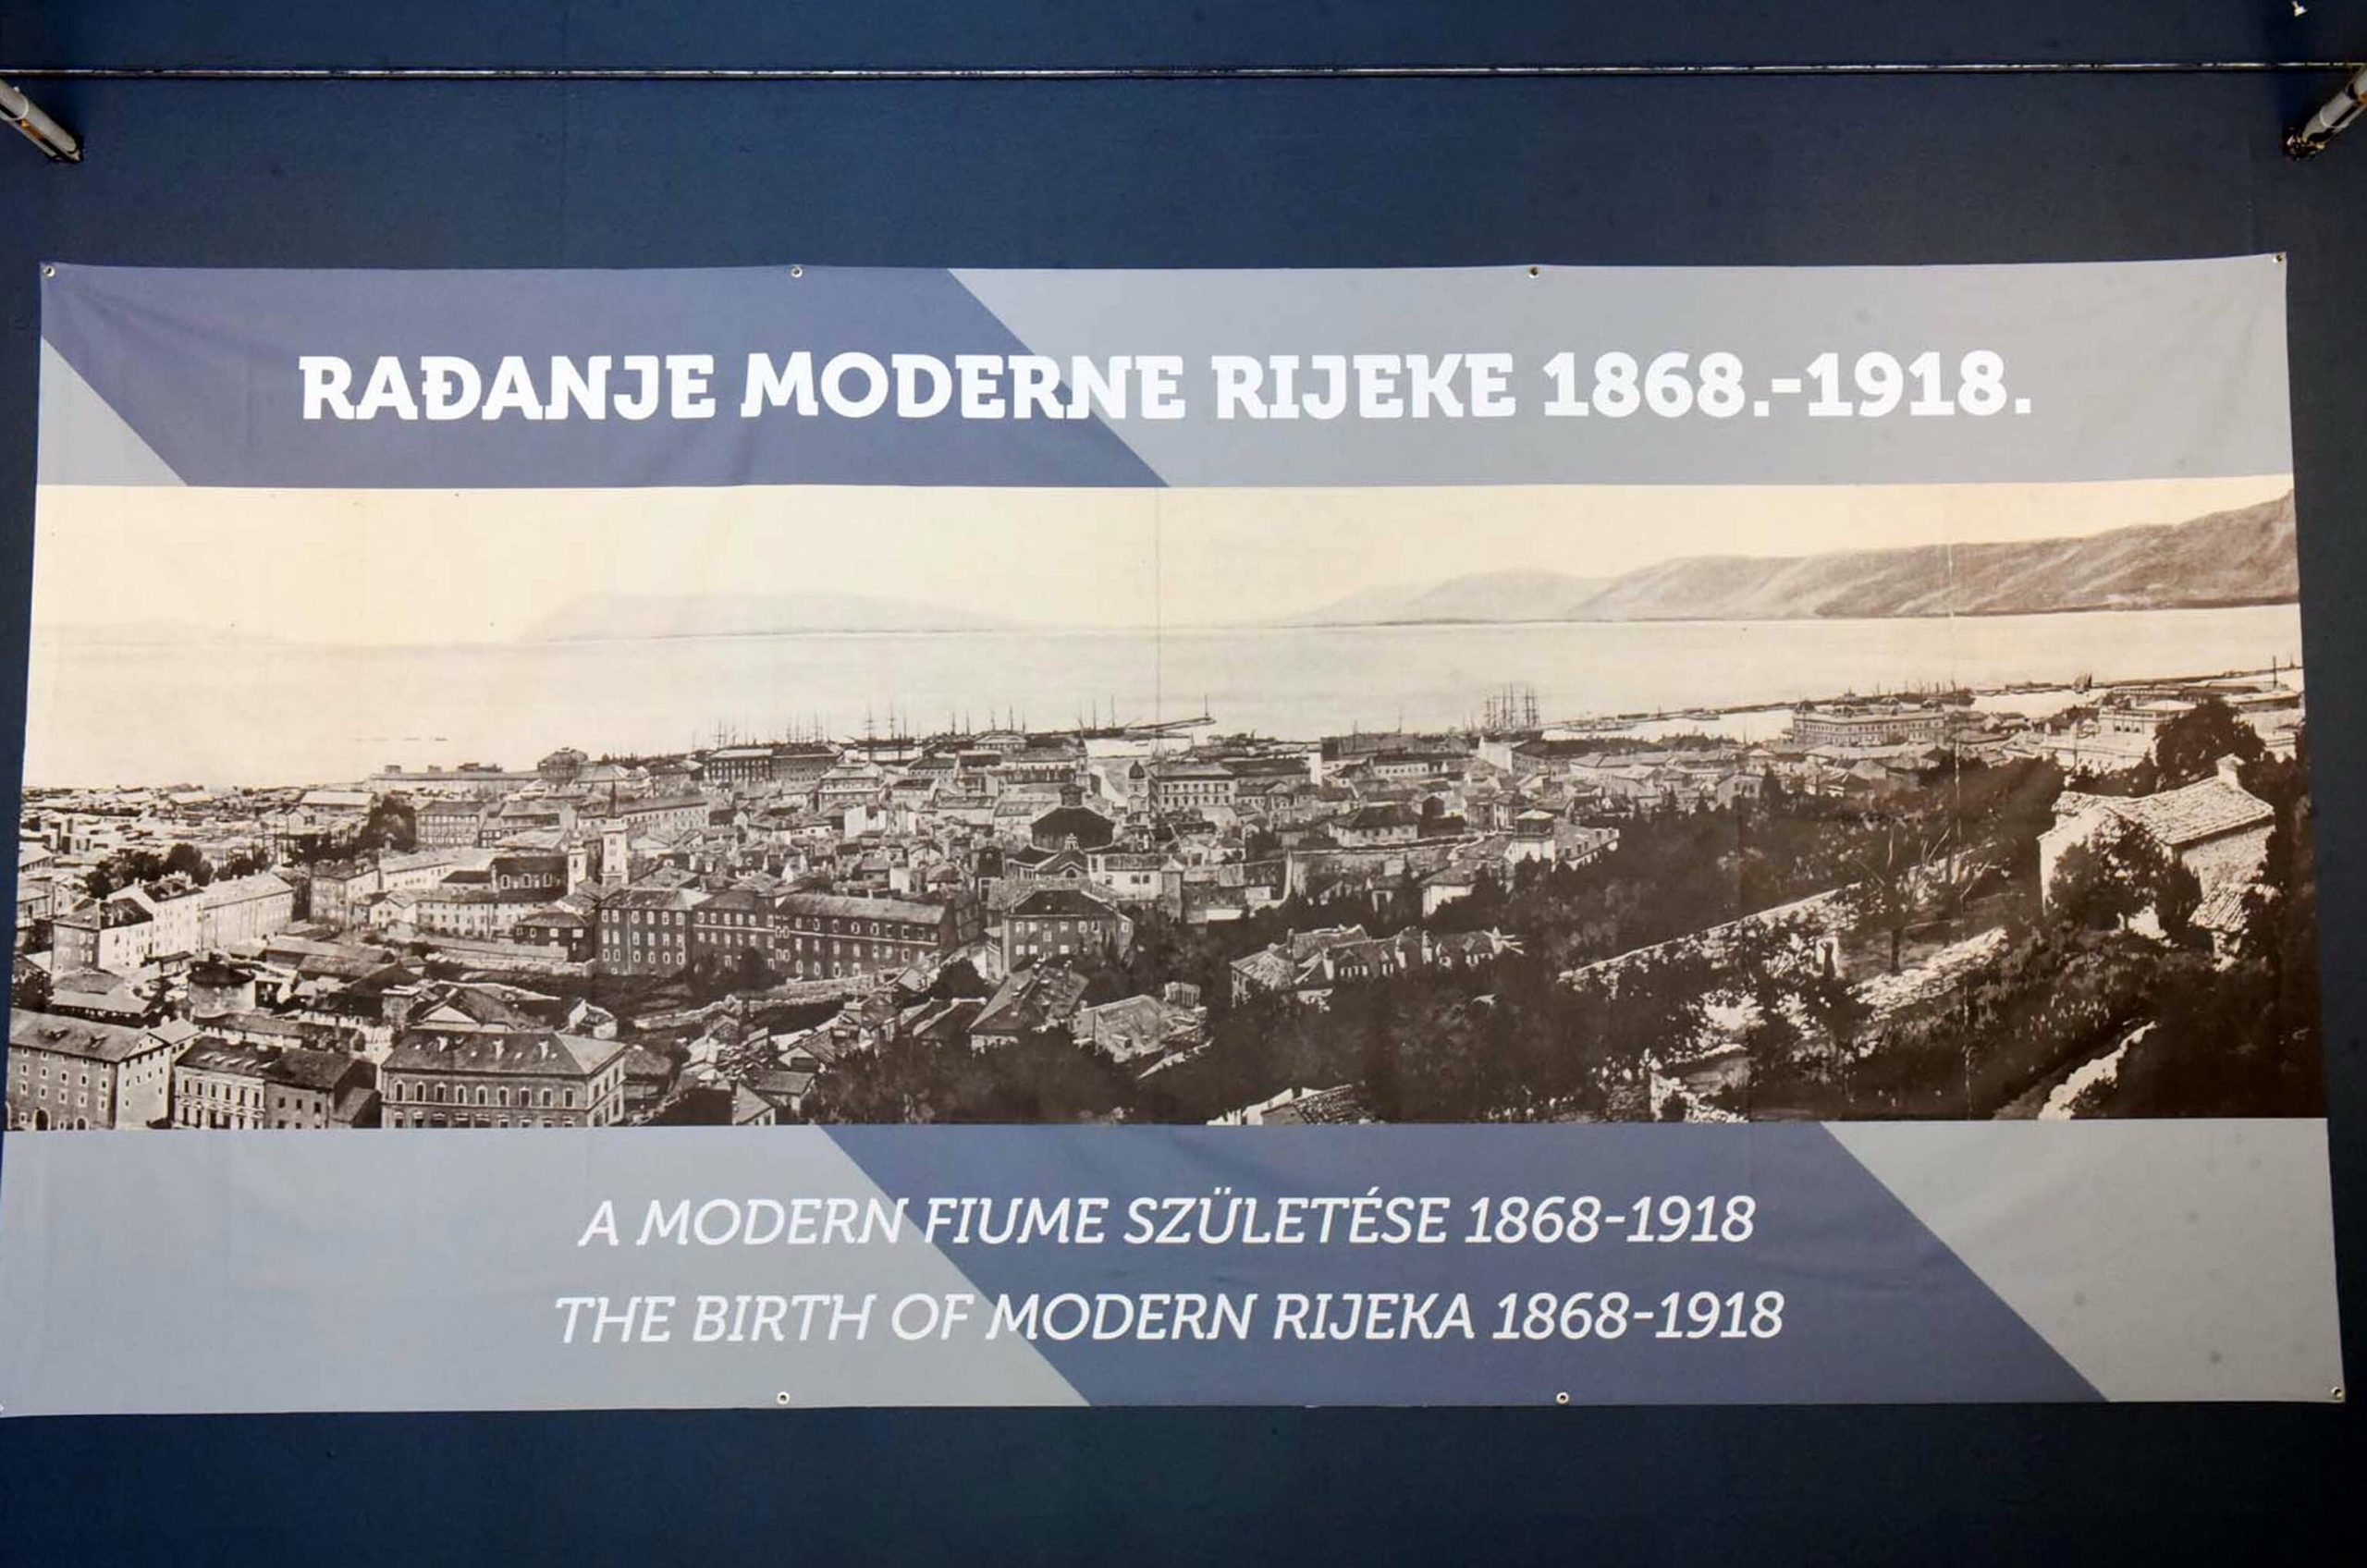 RAĐANJE MODERNE RIJEKE 1868.-1918.
A MODERN FIUME SZÜLETÉSE 1868-1918
THE BIRTH OF MODERN RIJEKA 1868-1918